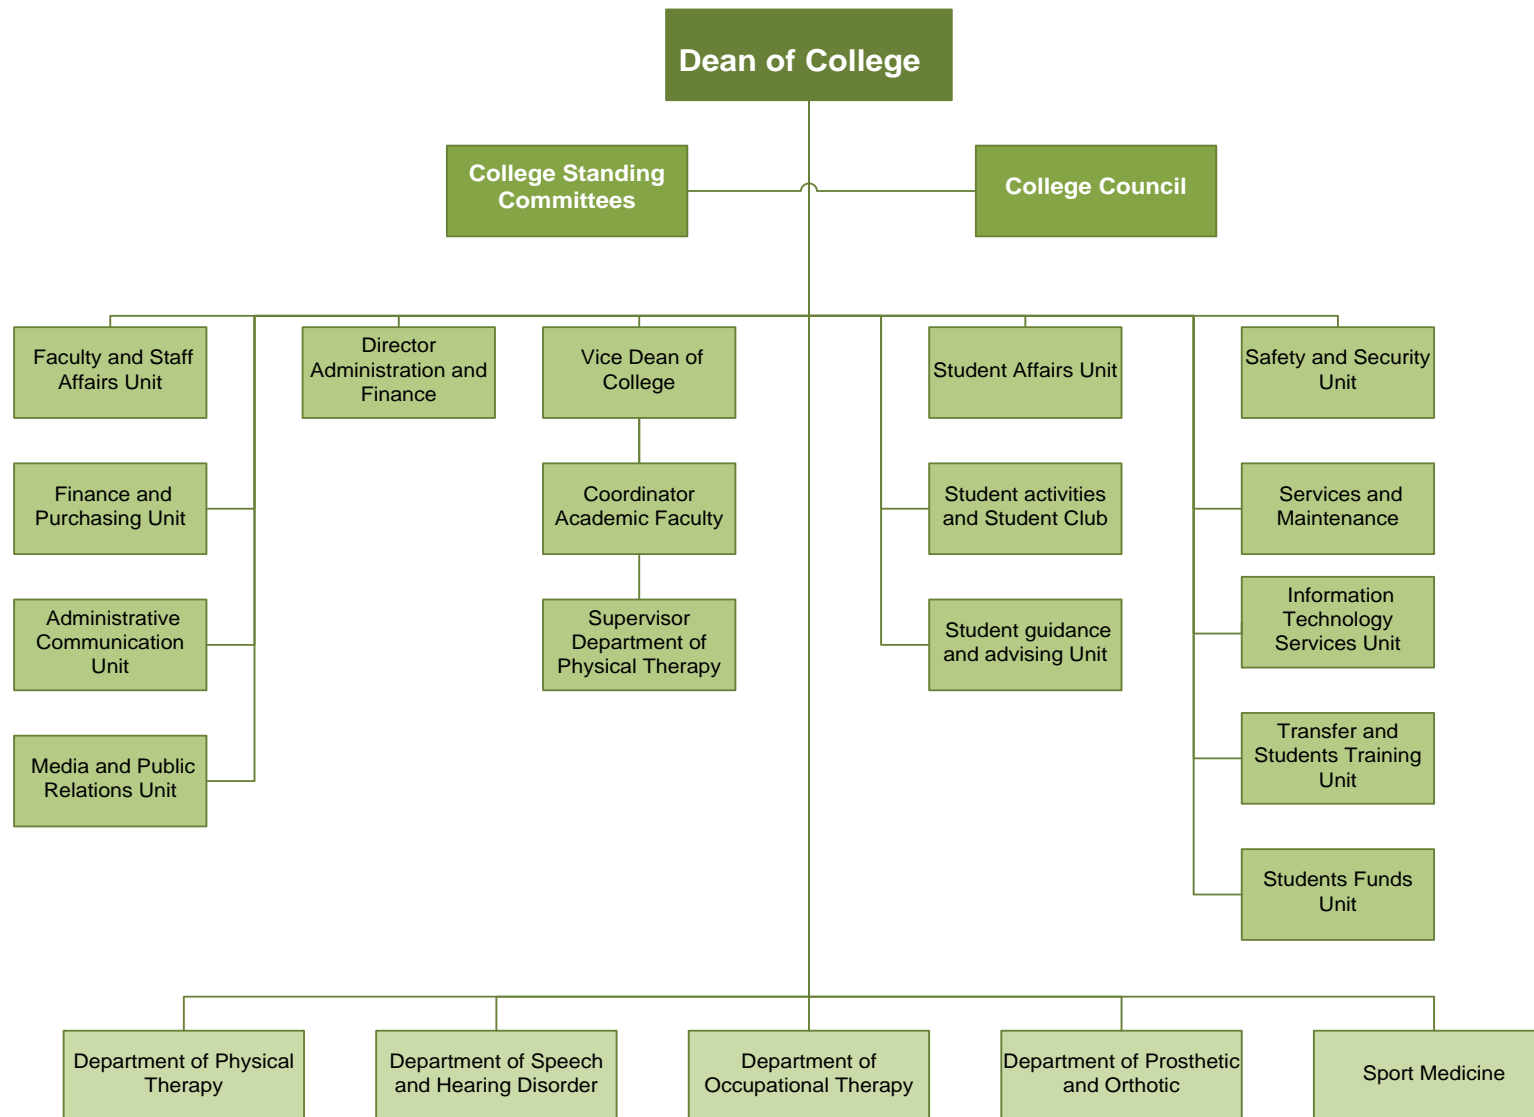 Dean of College
College Standing
Committees
College Council
Faculty and Staff
Affairs Unit
Director
Administration and
Finance
Vice Dean of
College
Student Affairs Unit
Safety and Security
Unit
Finance and
Purchasing Unit
Coordinator
Academic Faculty
Student activities
and Student Club
Services and
Maintenance
Administrative
Communication
Unit
Supervisor
Department of
Physical Therapy
Student guidance
and advising Unit
Information
Technology
Services Unit
Media and Public
Relations Unit
Transfer and
Students Training
Unit
Students Funds
Unit
Department of Physical
Therapy
Department of Speech
and Hearing Disorder
Department of
Occupational Therapy
Department of Prosthetic
and Orthotic
Sport Medicine